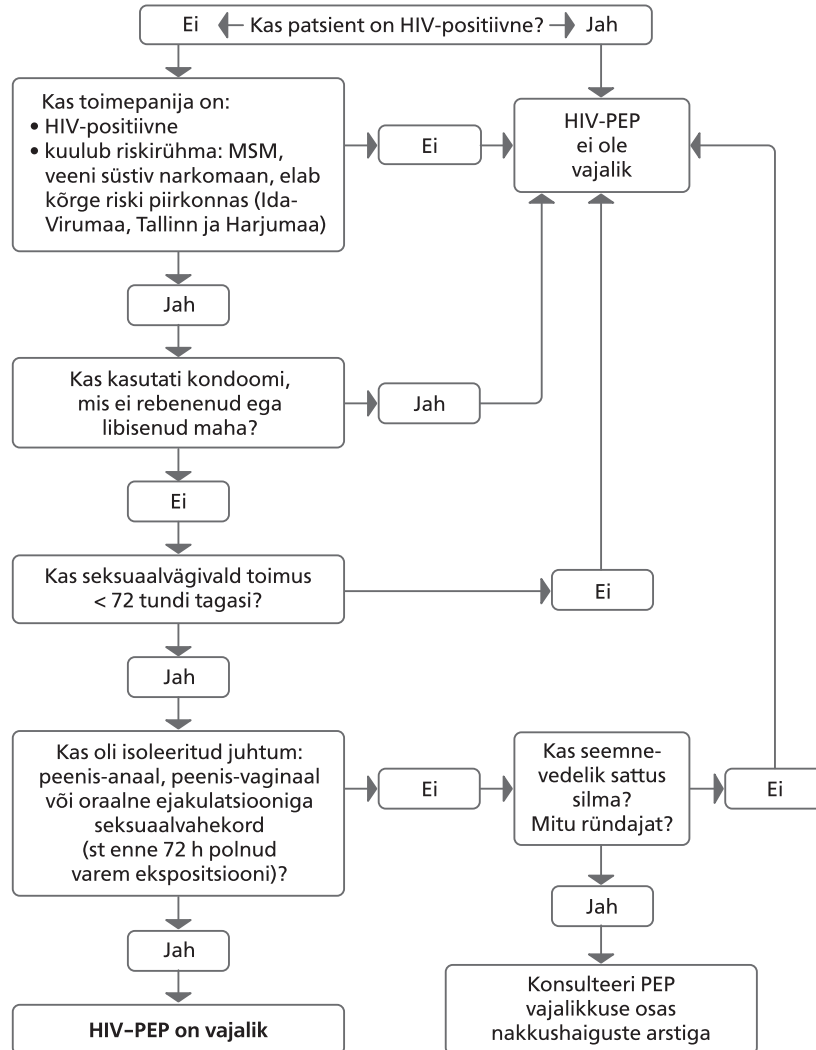 Ei Kas patsient on HIV-positiivne? Jah
Kas toimepanija on:
• HIV-positiivne
• kuulub riskirühma: MSM,
veeni süstiv narkomaan, elab
kõrge riski piirkonnas (Ida-
Virumaa, Tallinn ja Harjumaa)
Ei
HIV-PEP
ei ole
vajalik
Jah
Kas kasutati kondoomi,
mis ei rebenenud ega
libisenud maha?
Jah
Ei
Kas seksuaalvägivald toimus
< 72 tundi tagasi?
Ei
Jah
Kas oli isoleeritud juhtum:
peenis-anaal, peenis-vaginaal
või oraalne ejakulatsiooniga
seksuaalvahekord
(st enne 72 h polnud
varem ekspositsiooni)?
Ei
Kas seemne-
vedelik sattus
silma?
Mitu ründajat?
Ei
Jah
Jah
HIV-PEP on vajalik
Konsulteeri PEP
vajalikkuse osas
nakkushaiguste arstiga